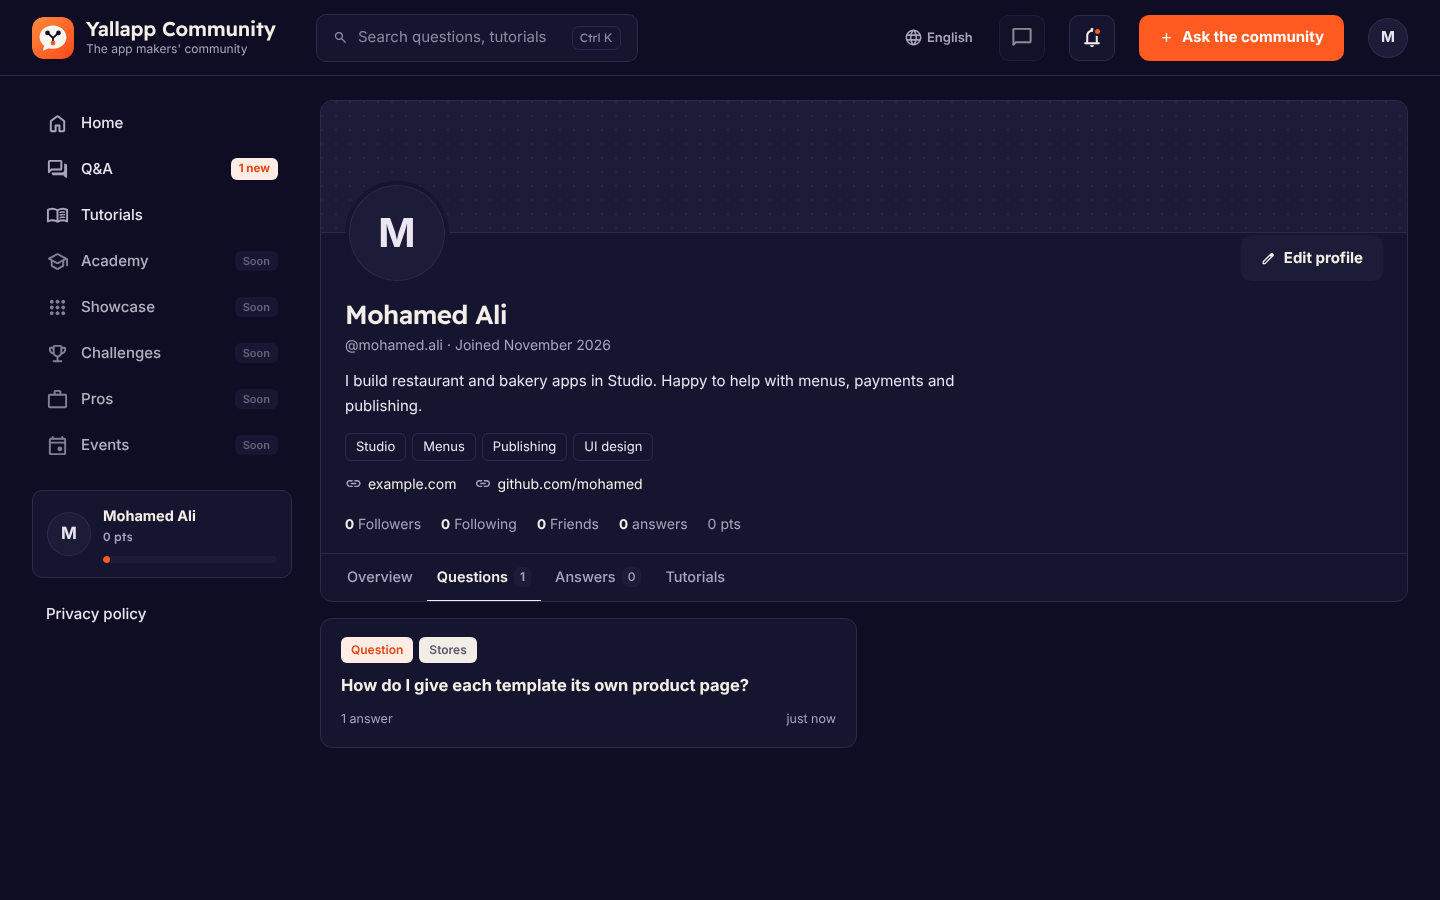 Yallapp Community
The app makers' community
Search questions, tutorials
Ctrl K
English
Ask the community
M
Home
Q&A
1 new
Tutorials
Academy
Soon
Showcase
Soon
Challenges
Soon
Pros
Soon
Events
Soon
M
Mohamed Ali
0 pts
Privacy policy
M
Edit profile
Mohamed Ali
@mohamed.ali · Joined November 2026
I build restaurant and bakery apps in Studio. Happy to help with menus, payments and
publishing.
Studio Menus Publishing UI design
example.com github.com/mohamed
0 Followers 0 Following 0 Friends 0 answers 0 pts
Overview Questions 1 Answers 0 Tutorials
Question Stores
How do I give each template its own product page?
1 answer just now